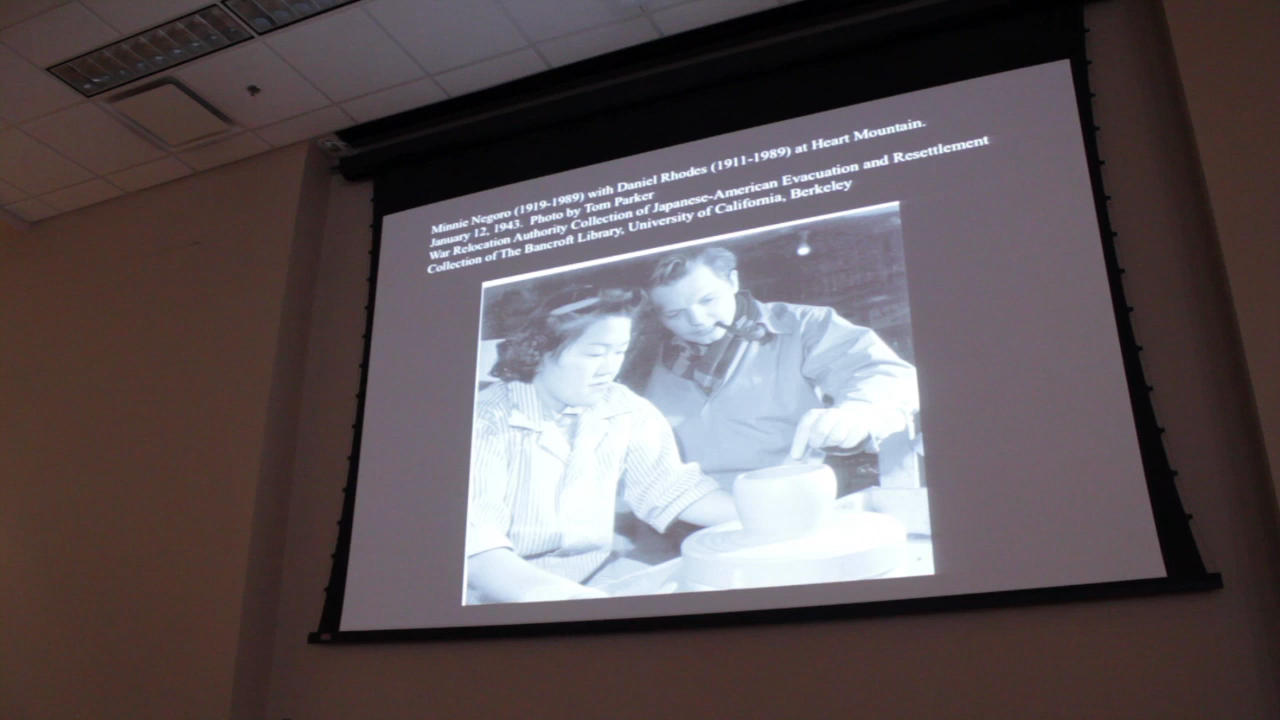 Minnie Negoro (1919-1989) with Daniel Rhodes (1911-1989) at Heart Mountain.
January 12, 1943. Photo by Tom Parker
War Relocation Authority Collection of Japanese-American Evacuation and Resettlement
Collection of The Bancroft Library, University of California, Berkeley